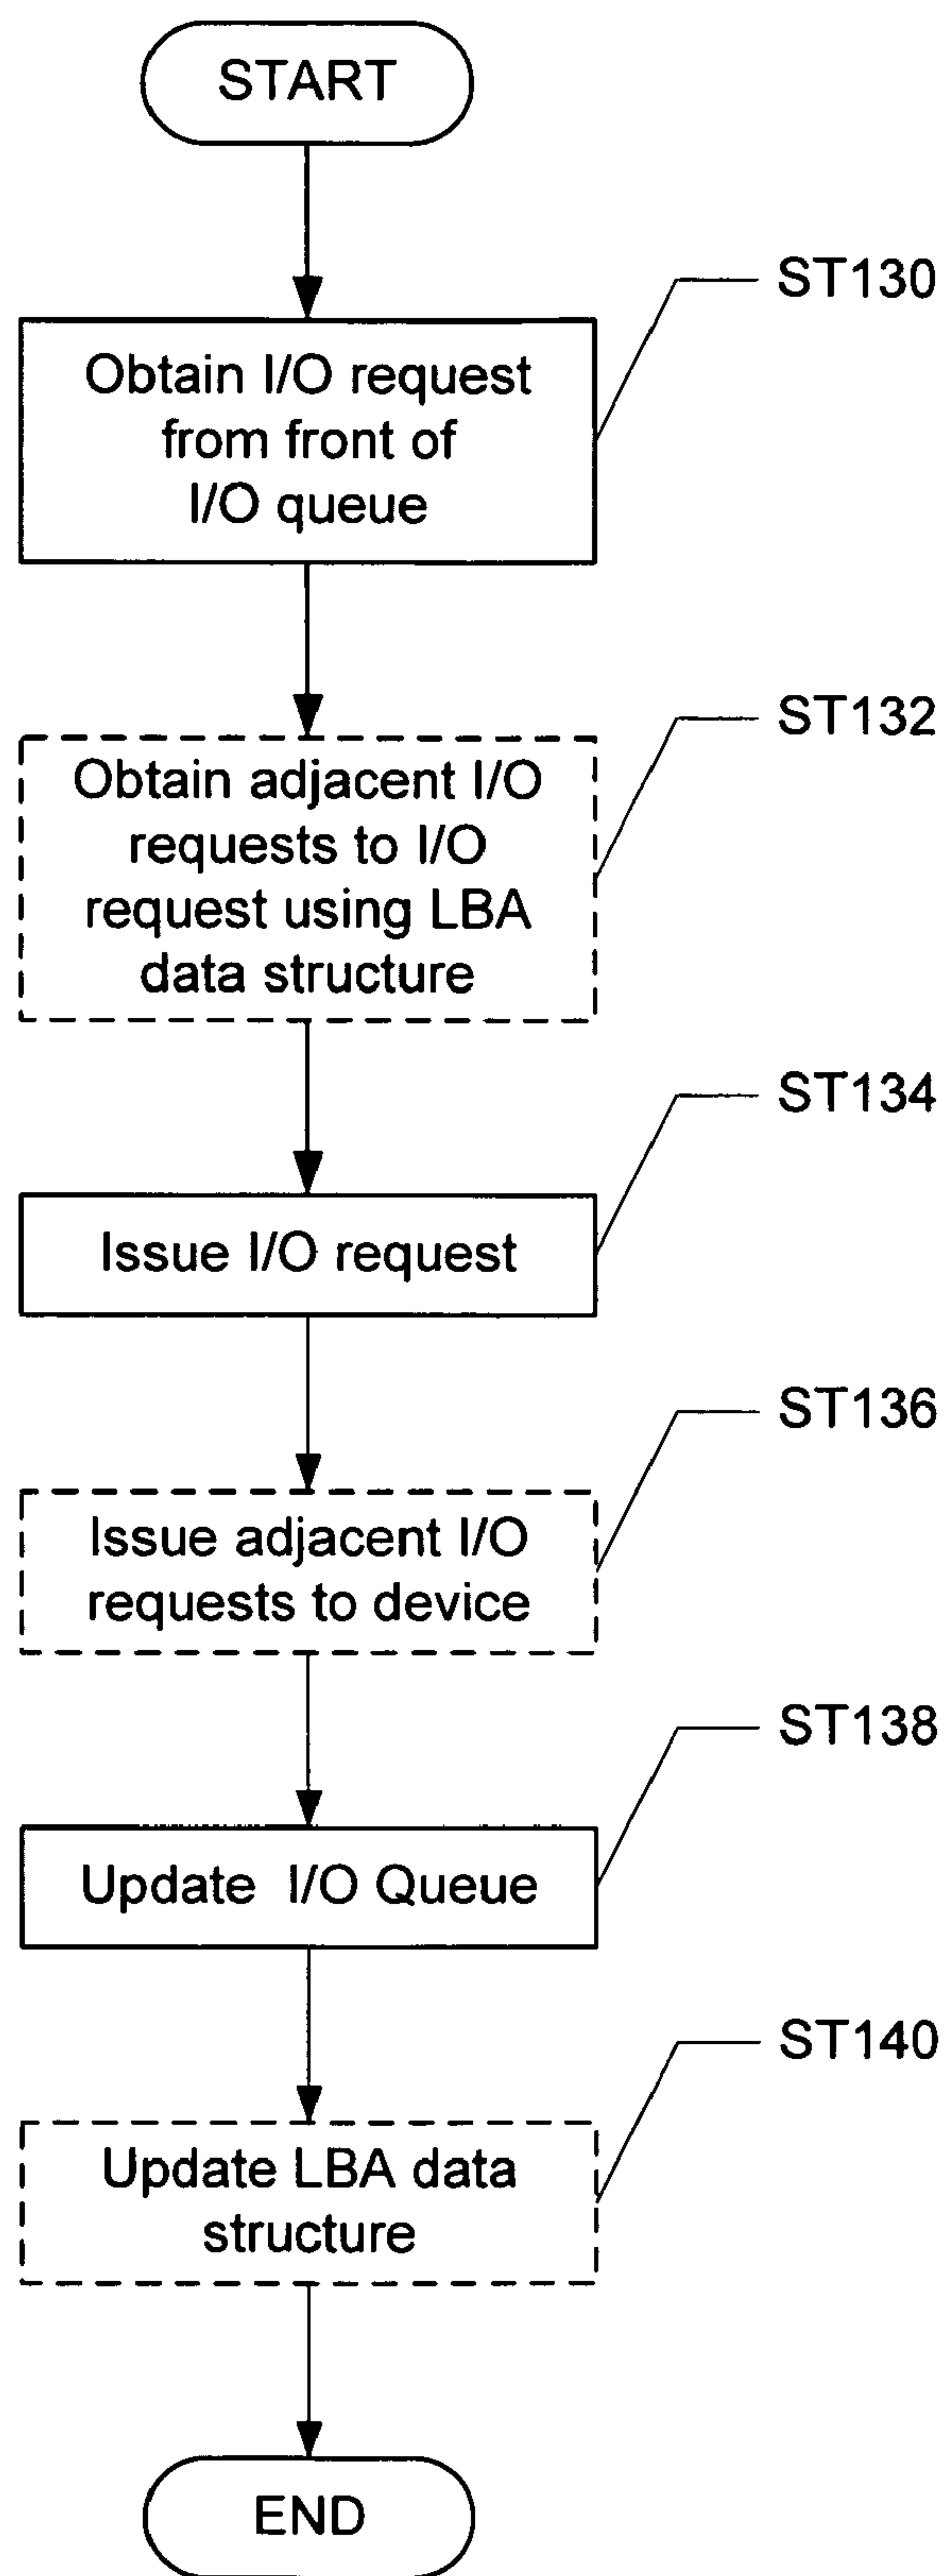 START
ST130
Obtain I/O request
from front of
I/O queue
ST132
Obtain adjacent I/O
requests to I/O
request using LBA
data structure
ST134
Issue I/O request
ST136
Issue adjacent I/O
requests to device
ST138
Update I/O Queue
ST140
Update LBA data
structure
END